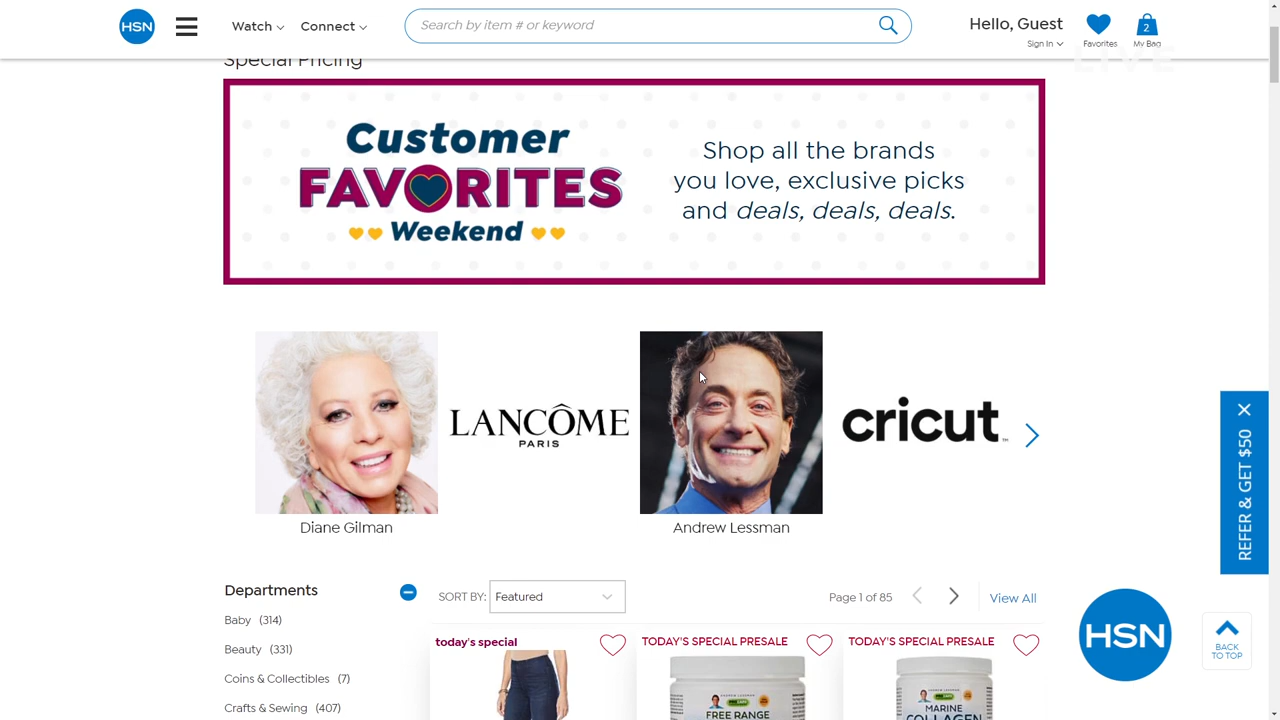 HSN
Watch
Connect
Search by item # or keyword
Hello, Guest
Sign In
Favorites
2
My Bag
LIVE
Special Pricing
Customer
FAVORITES
Weekend
Shop all the brands
you love, exclusive picks
and deals, deals, deals.
LANCÔME
PARIS
cricut
Diane Gilman
Andrew Lessman
REFER & GET $50
Departments
Baby (314)
Beauty (331)
Coins & Collectibles (7)
Crafts & Sewing (407)
SORT BY:
Featured
Page 1 of 85
View All
today's special
TODAY'S SPECIAL PRESALE
TODAY'S SPECIAL PRESALE
FREE RANGE
MARINE
COLLAGEN
HSN
BACK
TO TOP